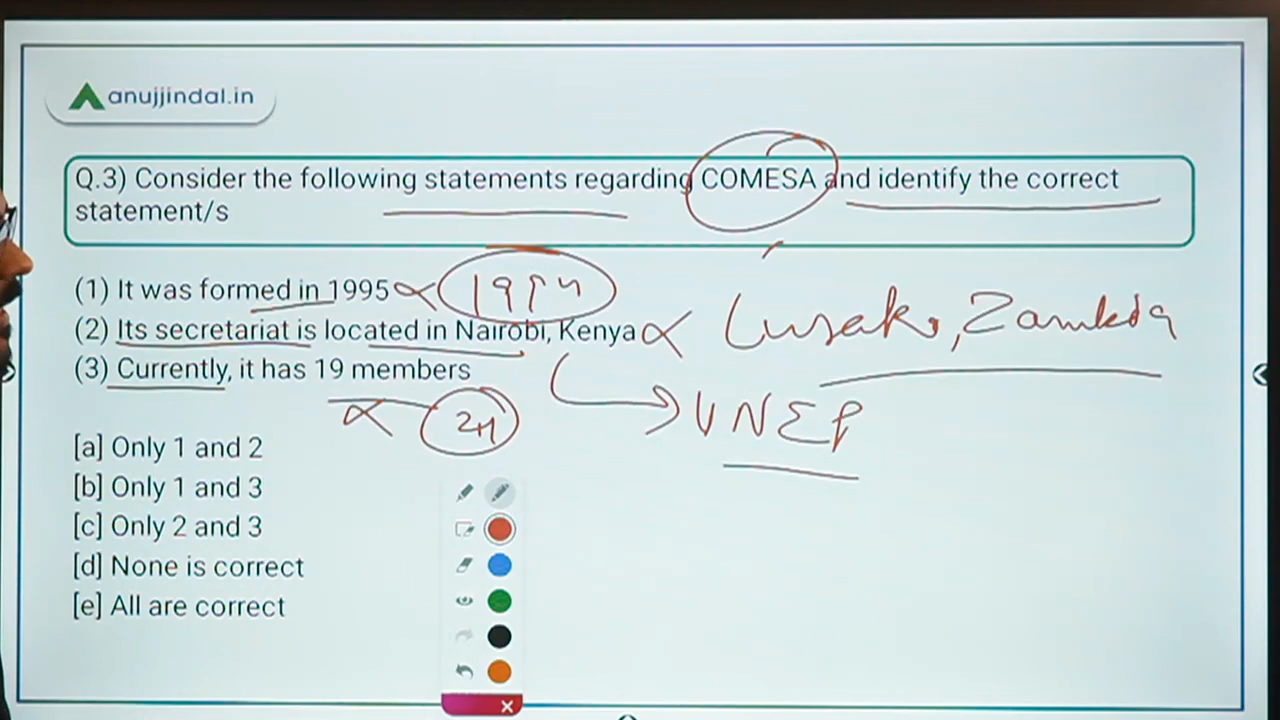 anujjindal.in
Q.3) Consider the following statements regarding COMESA and identify the correct
statement/s
(1) It was formed in 1995 1994
(2) Its secretariat is located in Nairobi, Kenya Lusaka, Zambia
(3) Currently, it has 19 members
21
UNEP
[a] Only 1 and 2
[b] Only 1 and 3
[c] Only 2 and 3
[d] None is correct
[e] All are correct